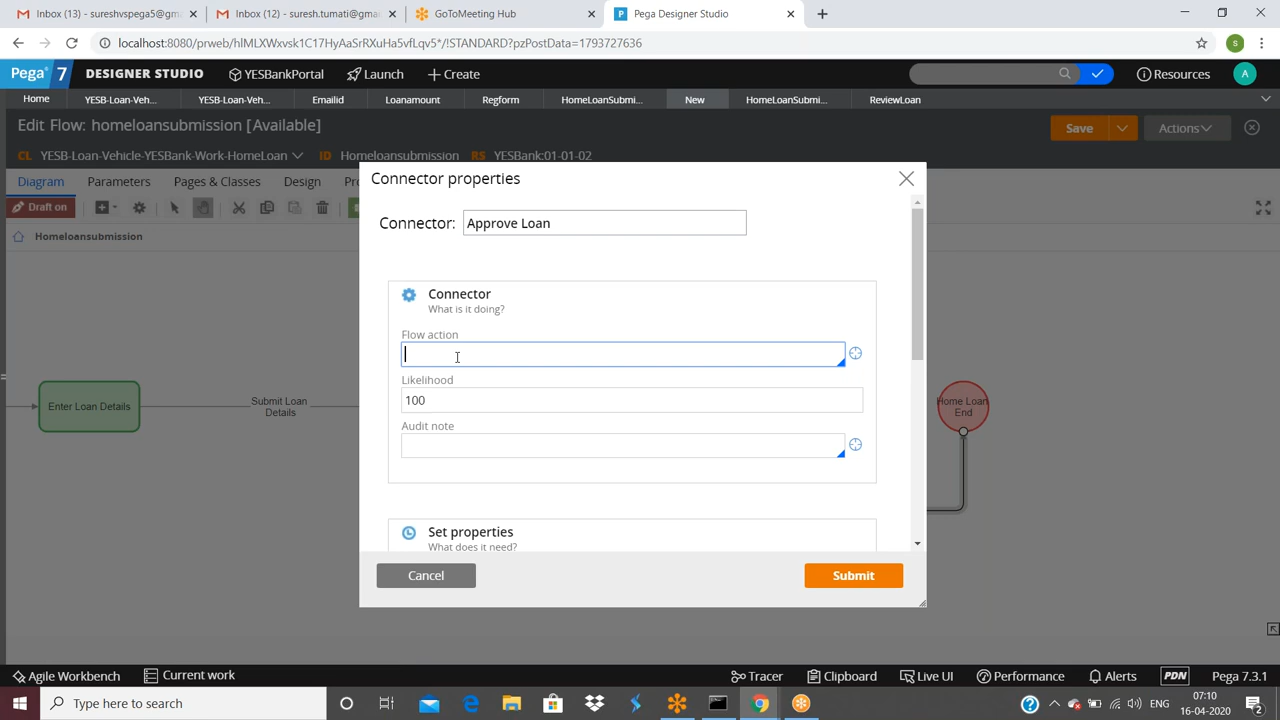 Inbox (13) - sureshvspega5@gm
Inbox (12) - suresh.tumati@gma
GoToMeeting Hub
Pega Designer Studio
localhost:8080/prweb/hlMLXWxvsk1C17HyAaSrRXuHa5vfLqv5*/!STANDARD?pzPostData=1793727636
S
Pega 7
DESIGNER STUDIO
YESBankPortal
Launch
Create
Resources
A
Home
YESB-Loan-Veh...
YESB-Loan-Veh...
Emailid
Loanamount
Regform
HomeLoanSubmi...
New
HomeLoanSubmi...
ReviewLoan
Edit Flow: homeloansubmission [Available]
Save
Actions
CL YESB-Loan-Vehicle-YESBank-Work-HomeLoan
ID Homeloansubmission
RS YESBank:01-01-02
Diagram
Parameters
Pages & Classes
Design
Draft on
Homeloansubmission
Connector properties
Connector: Approve Loan
Connector
What is it doing?
Flow action
Likelihood
100
Audit note
Set properties
What does it need?
Cancel
Submit
Enter Loan Details
Submit Loan
Details
Home Loan
End
Agile Workbench
Current work
Tracer
Clipboard
Live UI
Performance
Alerts
PDN
Pega 7.3.1
Type here to search
ENG
07:10
16-04-2020
2